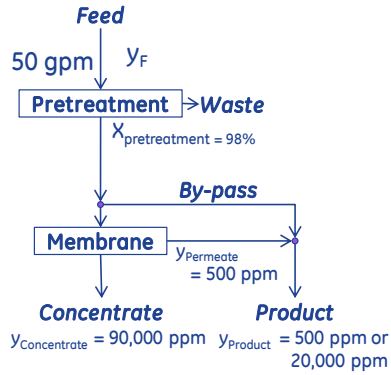 Feed
50 gpm
yF
Pretreatment
Waste
Xpretreatment = 98%
By-pass
Membrane
yPermeate
= 500 ppm
Concentrate
yConcentrate = 90,000 ppm
Product
yProduct = 500 ppm or
20,000 ppm